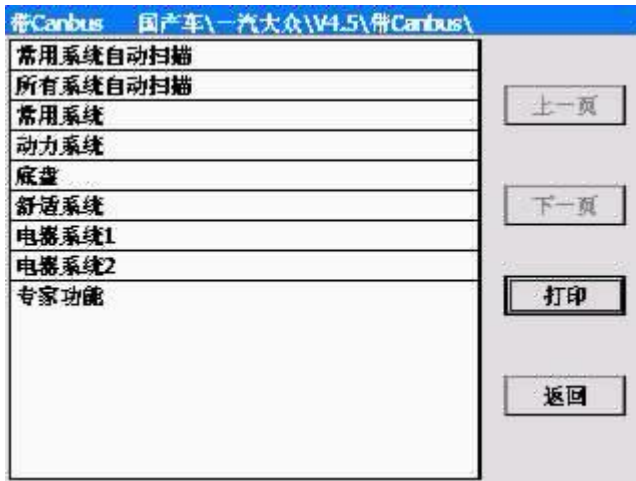 带Canbus 国产车\一汽大众\V4.5\带Canbus\
常用系统自动扫描
所有系统自动扫描
常用系统
动力系统
底盘
舒适系统
电器系统1
电器系统2
专家功能
上一页
下一页
打印
返回